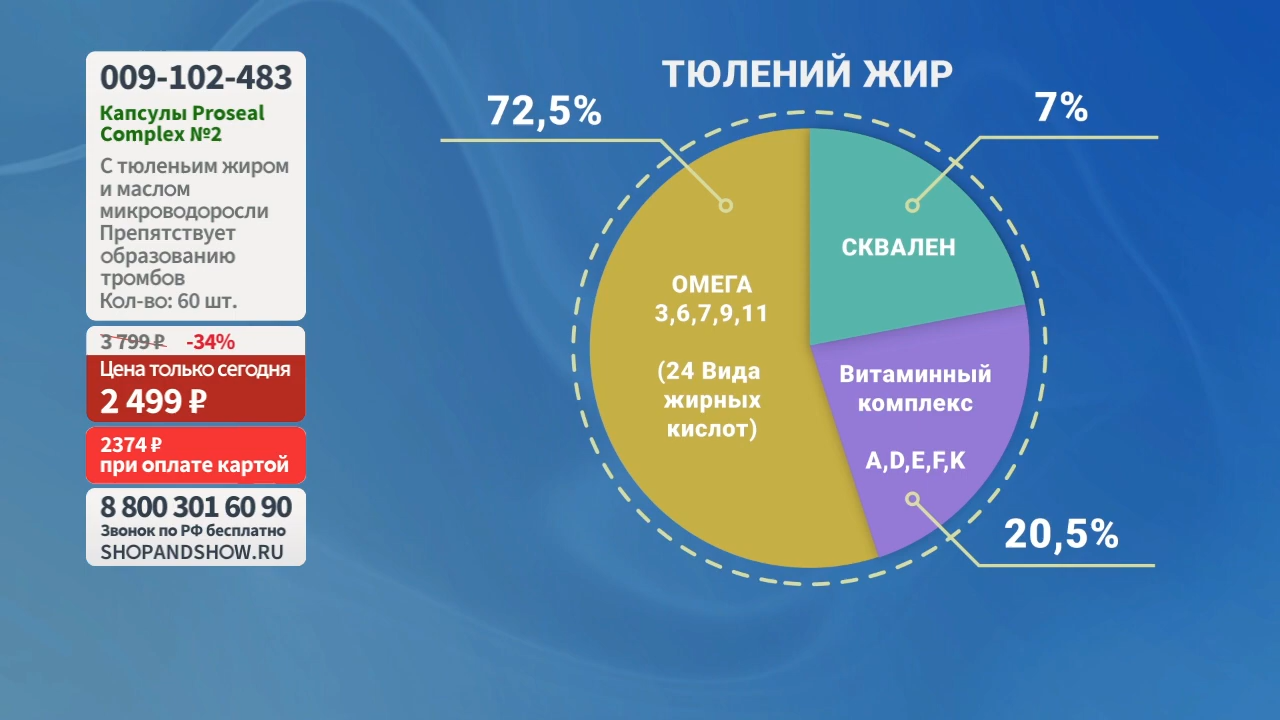 009-102-483
Капсулы Proseal
Complex №2
С тюленьим жиром
и маслом
микроводоросли
Препятствует
образованию
тромбов
Кол-во: 60 шт.
3 799 ₽ -34%
Цена только сегодня
2 499 ₽
2374 ₽
при оплате картой
8 800 301 60 90
Звонок по РФ бесплатно
SHOPANDSHOW.RU
ТЮЛЕНИЙ ЖИР
72,5%
7%
СКВАЛЕН
ОМЕГА
3,6,7,9,11
(24 Вида
жирных
кислот)
Витаминный
комплекс
A,D,E,F,K
20,5%